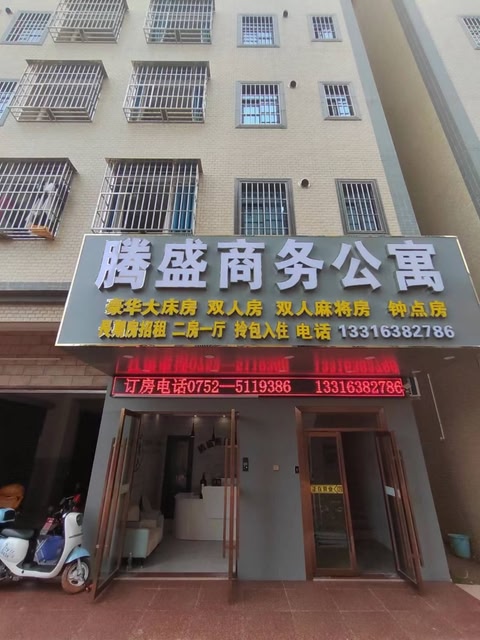 腾盛商务公寓
豪华大床房 双人房 双人麻将房 钟点房
长期房招租 二房一厅 拎包入住 电话 13316382786
订房电话0752—5119386 13316382786